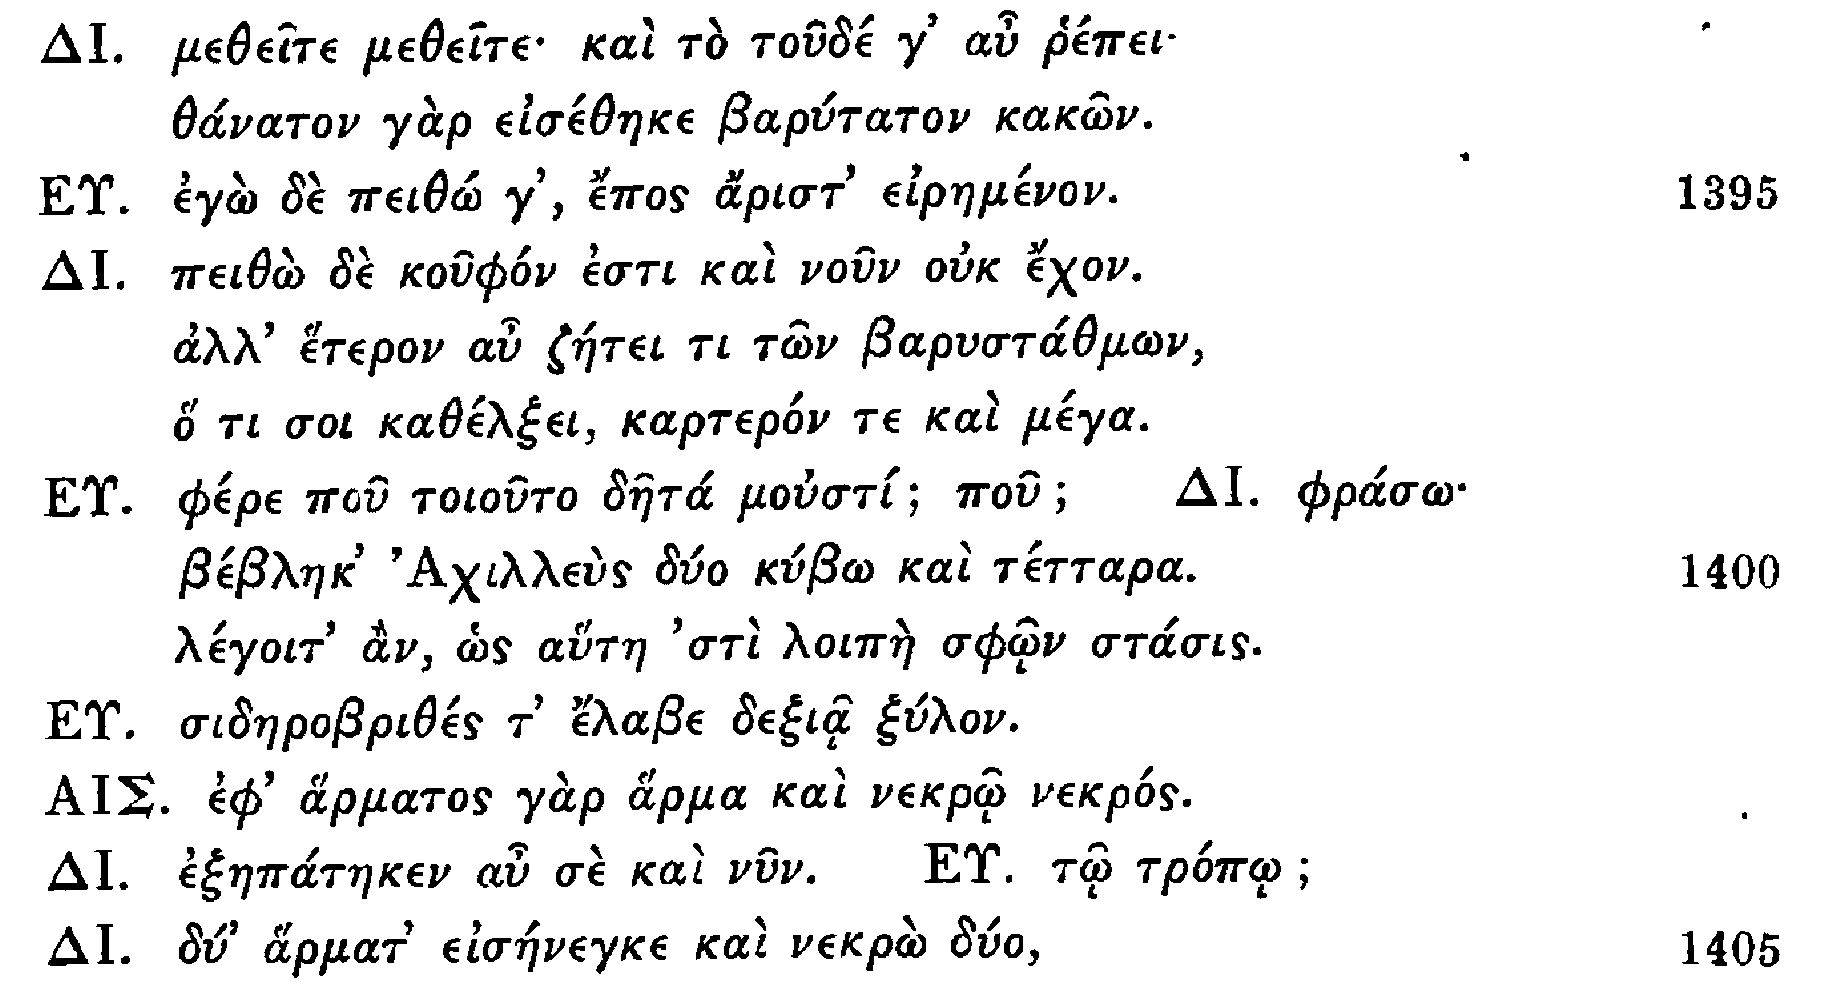 ΔΙ. μεθεῖτε μεθεῖτε· καὶ τὸ τοῦδέ γ’ αὖ ῥέπει·
θάνατον γὰρ εἰσέθηκε βαρύτατον κακῶν.
ΕΥ. ἐγὼ δὲ πειθώ γ’, ἔπος ἄριστ’ εἰρημένον. 1395
ΔΙ. πειθὼ δὲ κοῦφόν ἐστι καὶ νοῦν οὐκ ἔχον.
ἀλλ’ ἕτερον αὖ ζήτει τι τῶν βαρυστάθμων,
ὅ τι σοι καθέλξει, καρτερόν τε καὶ μέγα.
ΕΥ. φέρε ποῦ τοιοῦτο δῆτά μοὐστί; ποῦ; ΔΙ. φράσω·
βέβληκ’ Ἀχιλλεὺς δύο κύβω καὶ τέτταρα. 1400
λέγοιτ’ ἂν, ὡς αὕτη ’στὶ λοιπὴ σφῷν στάσις.
ΕΥ. σιδηροβριθές τ’ ἔλαβε δεξιᾷ ξύλον.
ΑΙΣ. ἐφ’ ἅρματος γὰρ ἅρμα καὶ νεκρῷ νεκρός.
ΔΙ. ἐξηπάτηκεν αὖ σὲ καὶ νῦν. ΕΥ. τῷ τρόπῳ;
ΔΙ. δύ’ ἅρματ’ εἰσήνεγκε καὶ νεκρὼ δύο, 1405